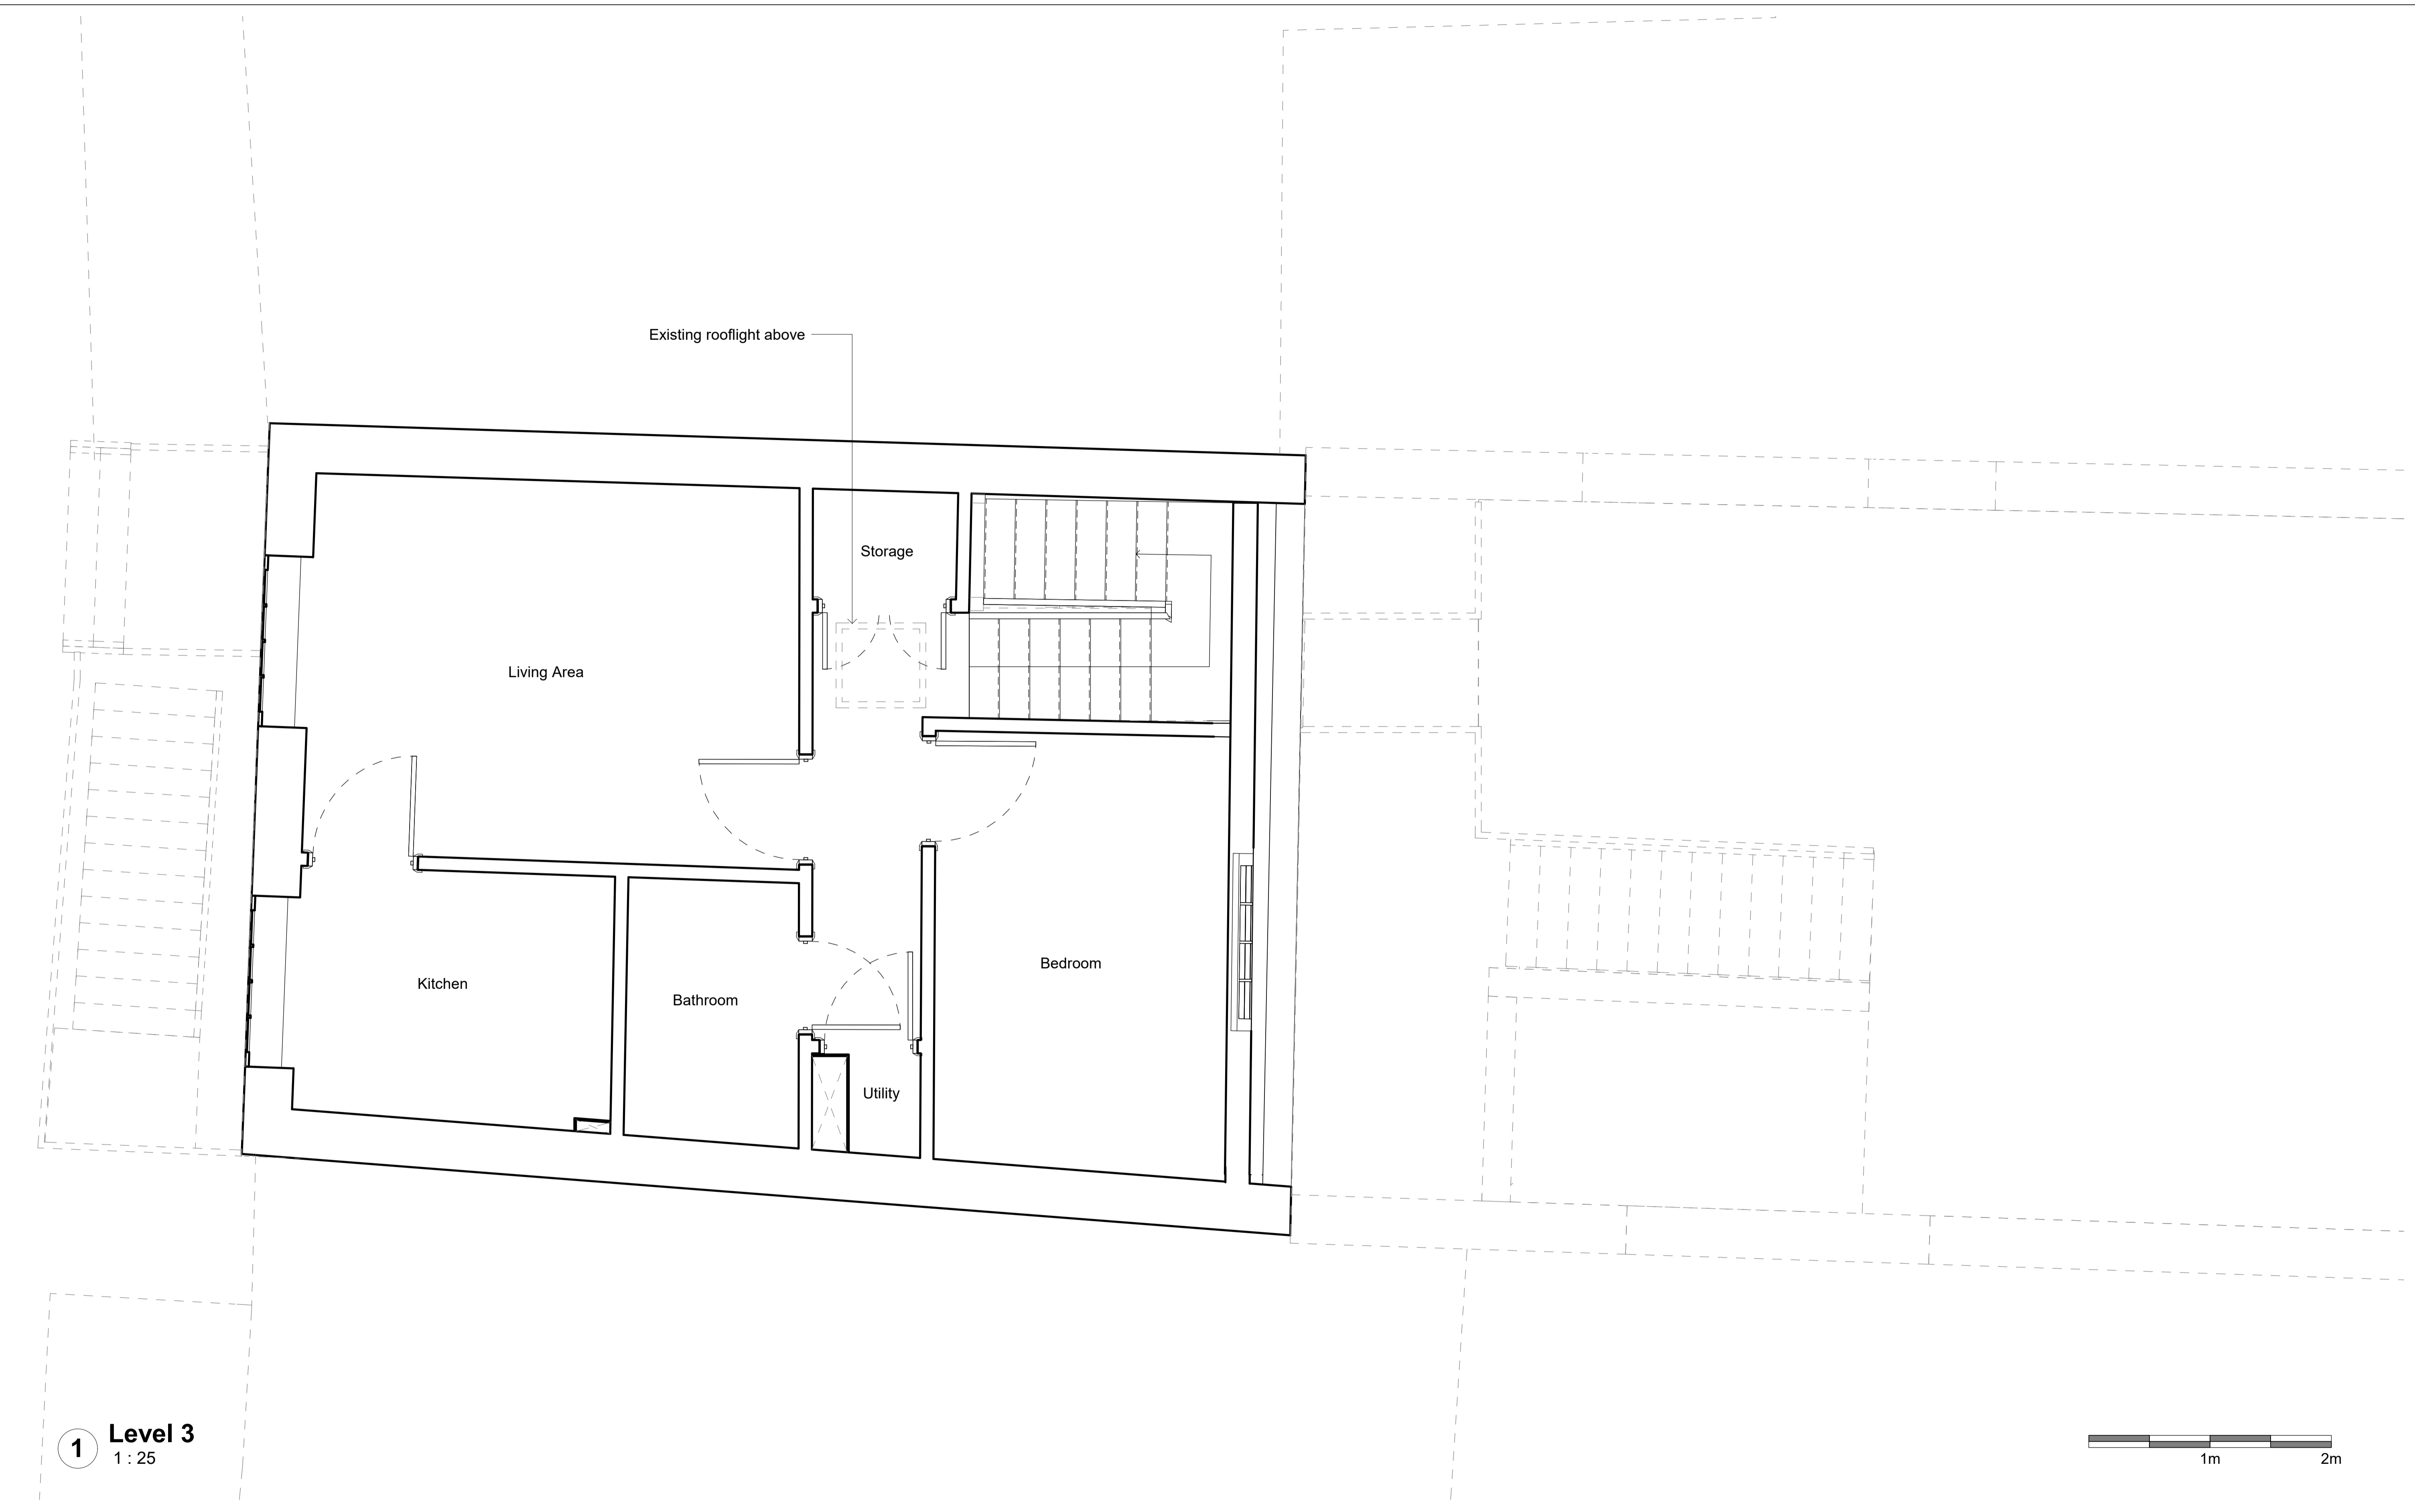 Existing rooflight above
Storage
Living Area
Bedroom
Kitchen
Bathroom
Utility
1
Level 3
1 : 25
1m 2m